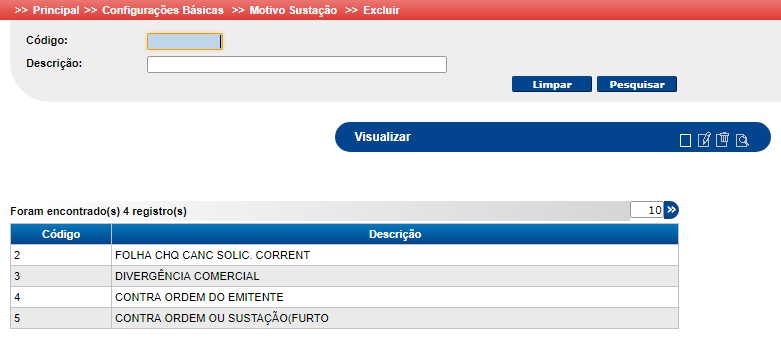 >> Principal >> Configurações Básicas >> Motivo Sustação >> Excluir
Código:
Descrição:
Limpar Pesquisar
Visualizar
Foram encontrado(s) 4 registro(s) 10 »
Código Descrição
2 FOLHA CHQ CANC SOLIC. CORRENT
3 DIVERGÊNCIA COMERCIAL
4 CONTRA ORDEM DO EMITENTE
5 CONTRA ORDEM OU SUSTAÇÃO(FURTO